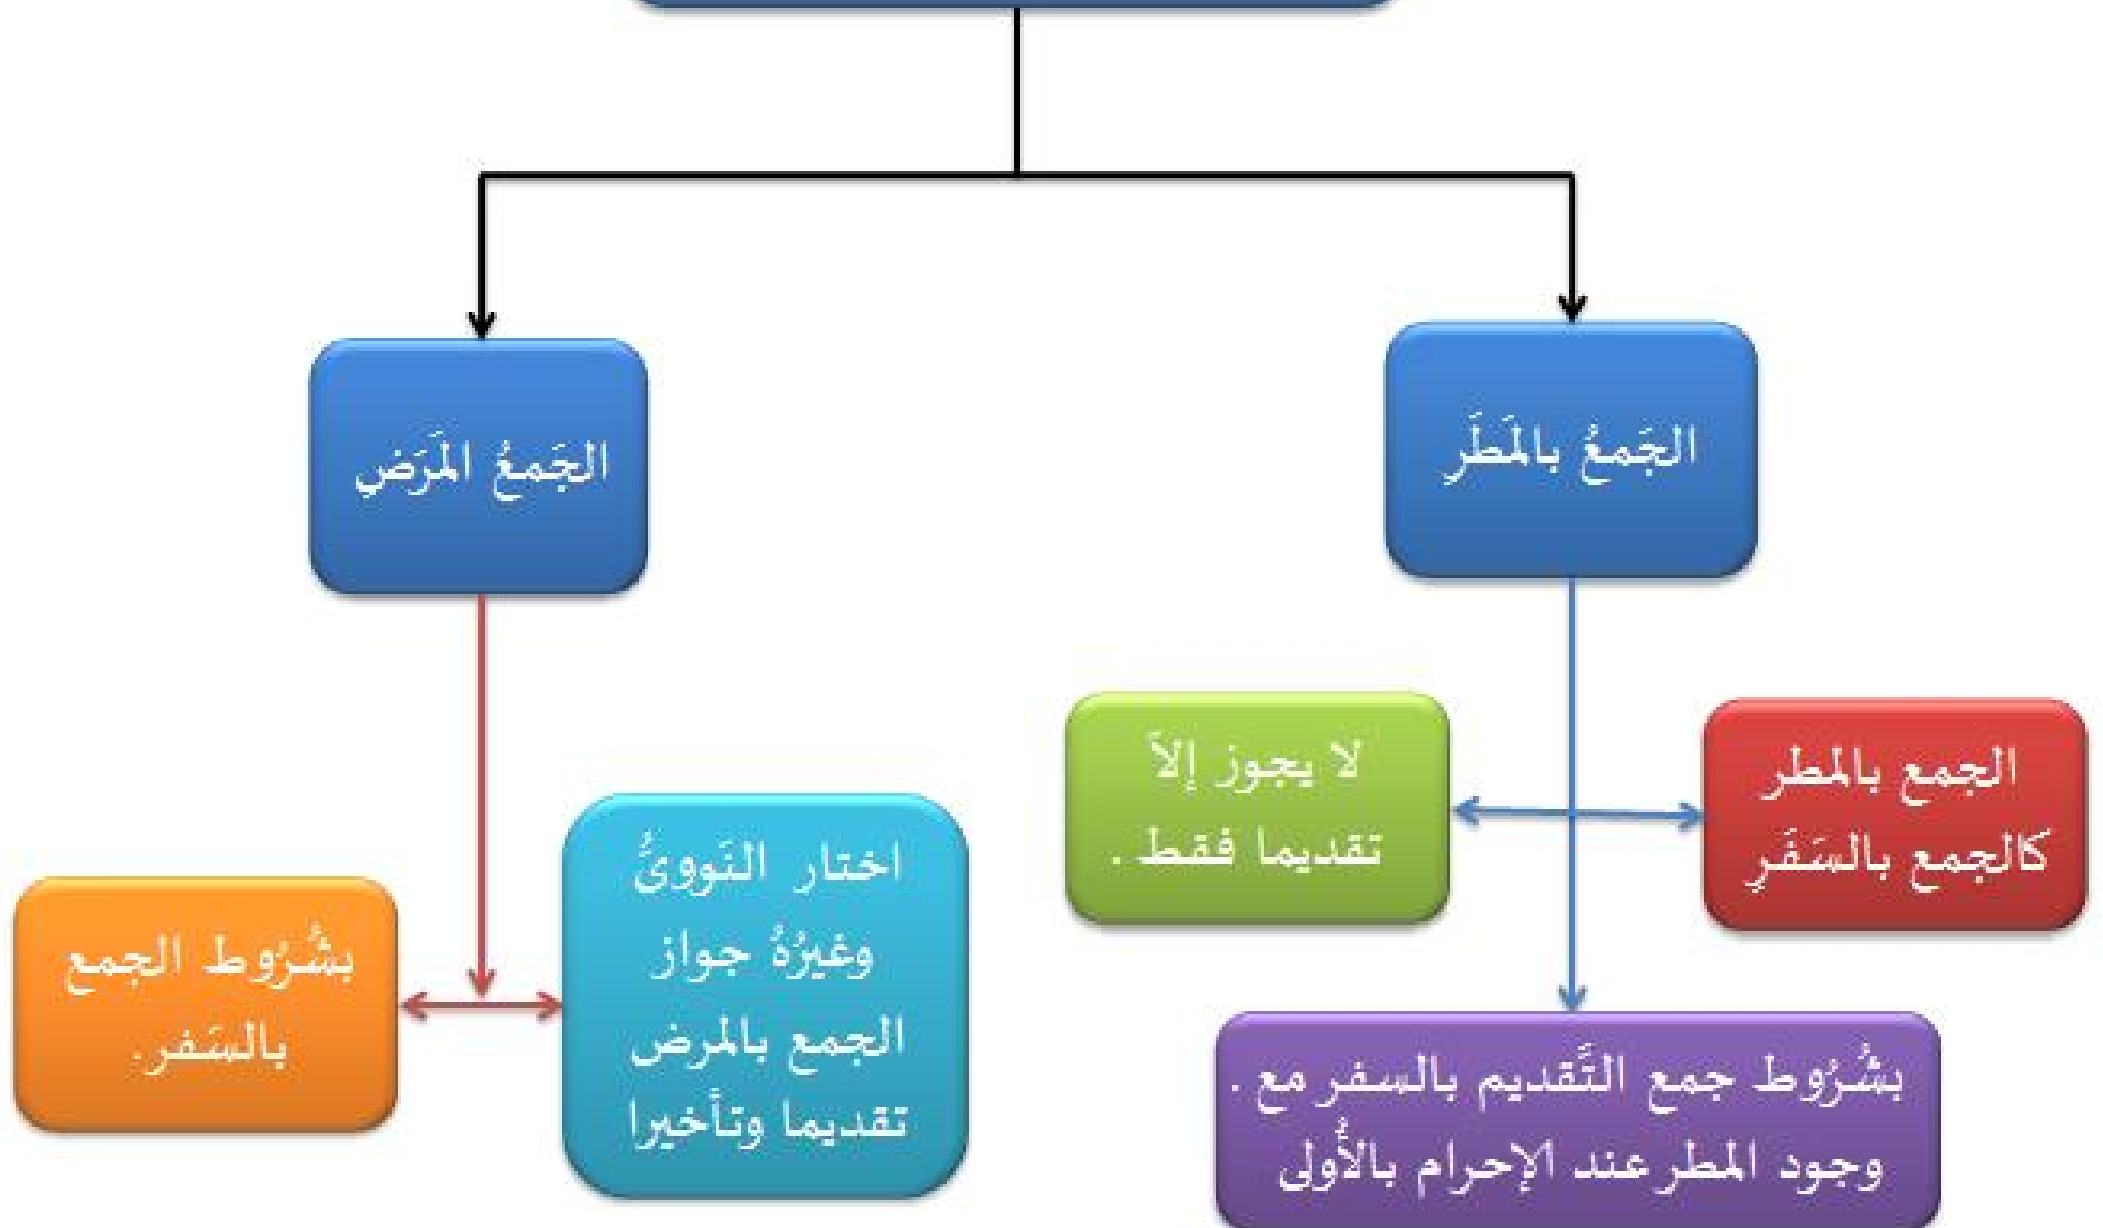 الجَمعُ بالمَطَرِ
الجَمعُ المَرَضِ
الجمع بالمطر
كالجمع بالسَفَرِ
لا يجوز إلاَّ
تقديما فقط .
بشُرُوط جمع التَّقديم بالسفر مع .
وجود المطر عند الإحرام بالأُولى
اختار النَووىُّ
وغيرُهُ جواز
الجمع بالمرض
تقديما وتأخيرا
بشُرُوط الجمع
بالسَفر.